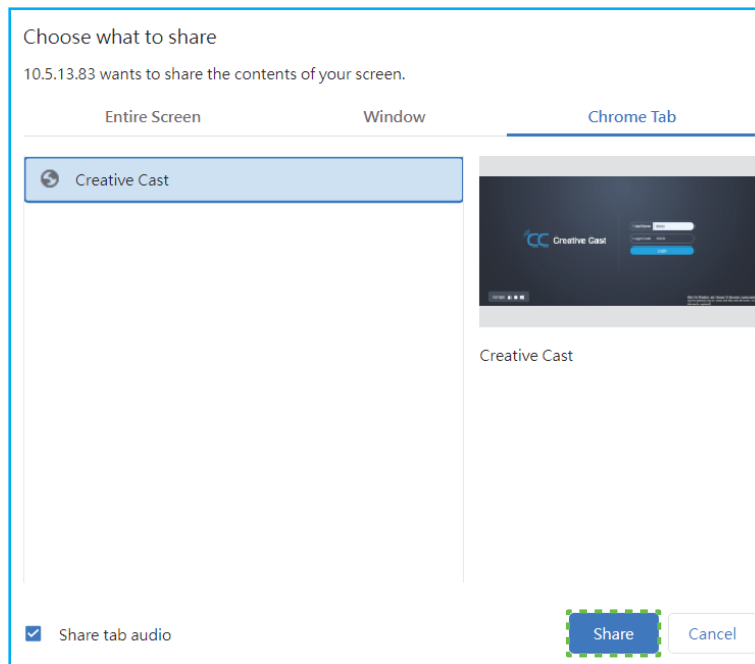 Choose what to share
10.5.13.83 wants to share the contents of your screen.
Entire Screen
Window
Chrome Tab
Creative Cast
CC Creative Cast
Login
Creative Cast
Share tab audio
Share
Cancel